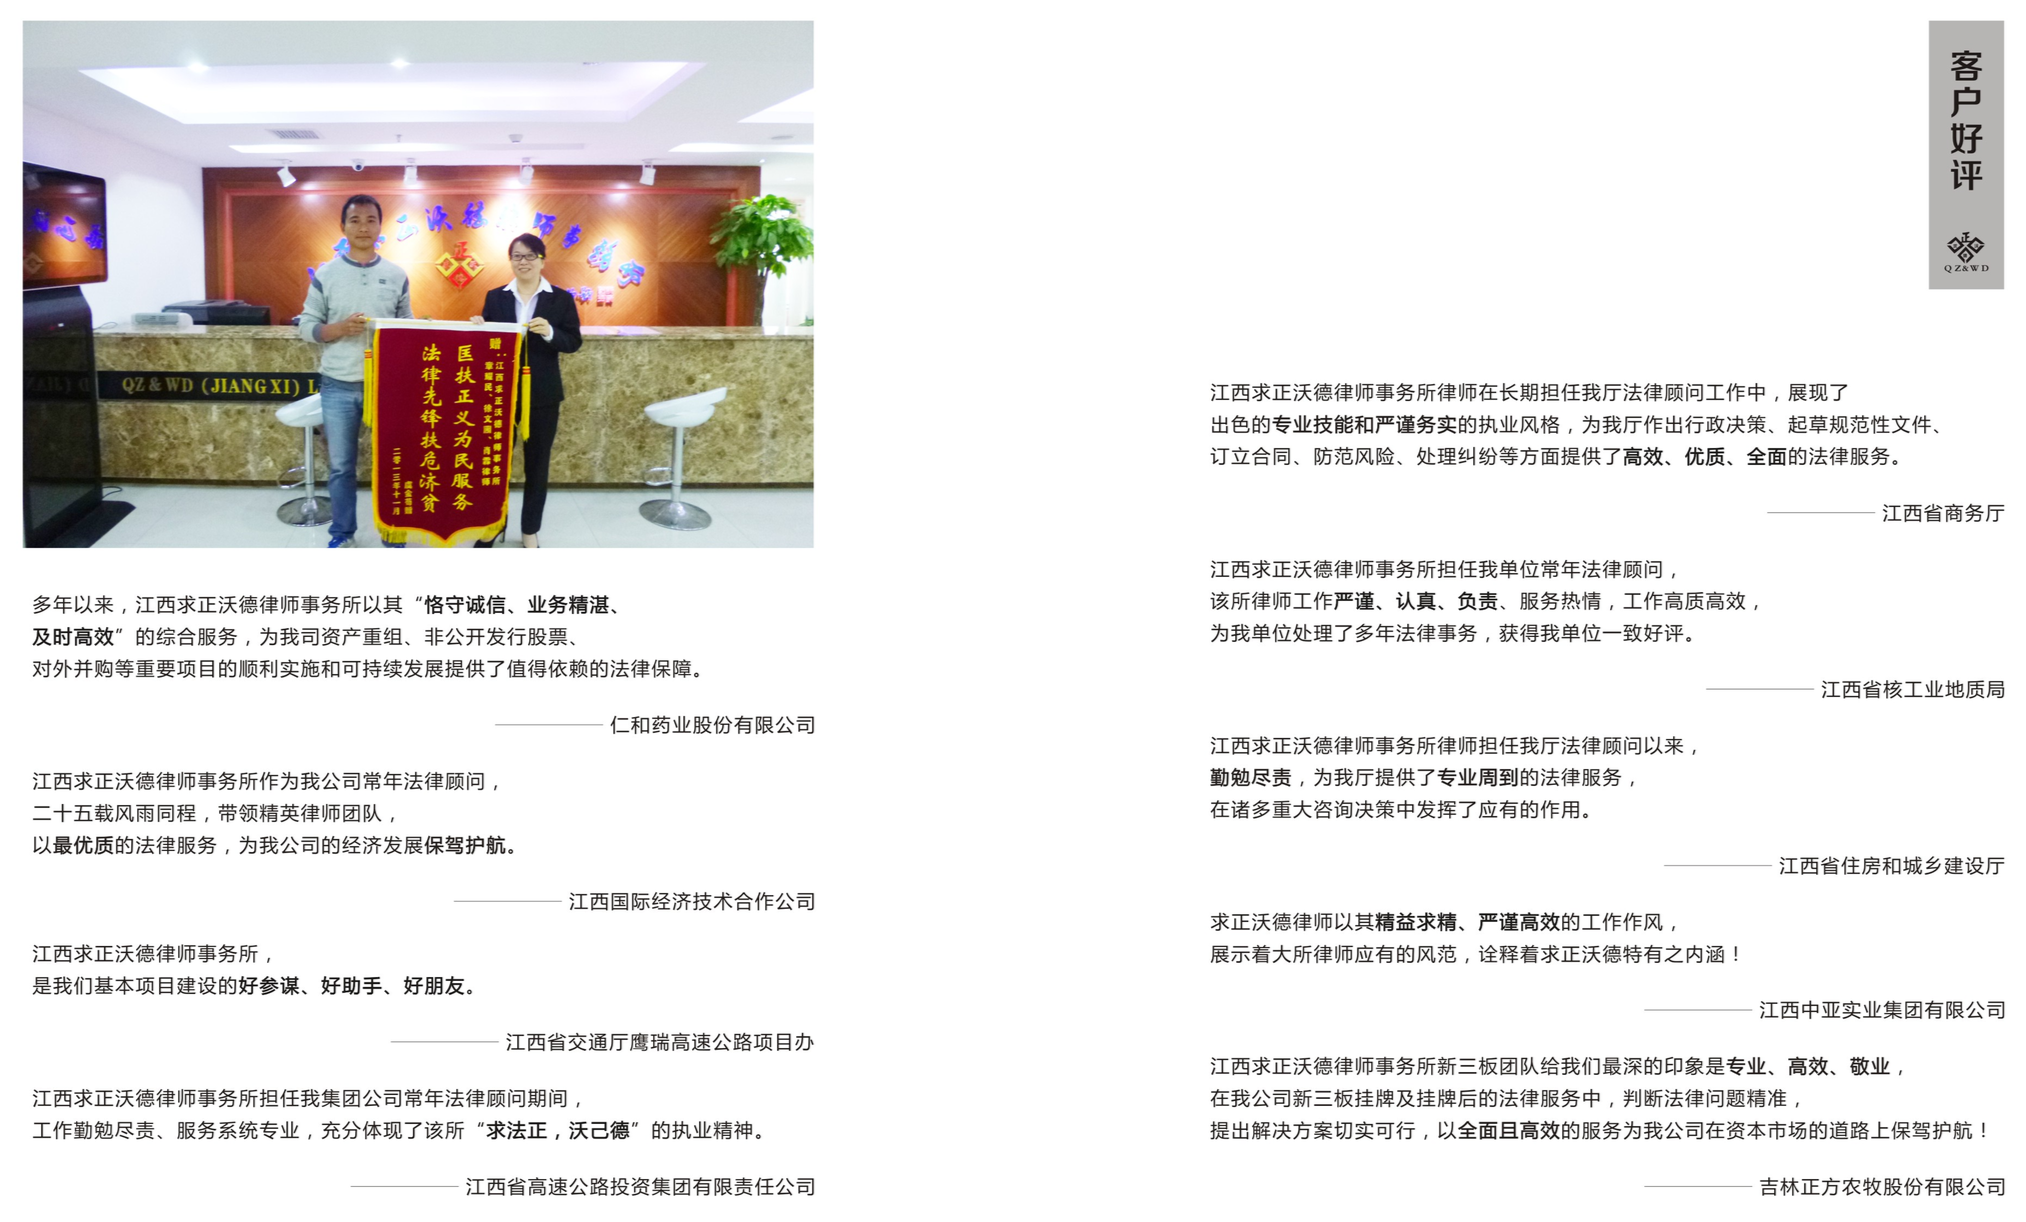 客户好评
QZ&WD
QZ & WD (JIANG XI) L
赠：江西求正沃德律师事务所
匡扶正义为民服务
法律先锋扶危济贫
二零一三年十一月
多年以来，江西求正沃德律师事务所以其“恪守诚信、业务精湛、
及时高效”的综合服务，为我司资产重组、非公开发行股票、
对外并购等重要项目的顺利实施和可持续发展提供了值得依赖的法律保障。
仁和药业股份有限公司
江西求正沃德律师事务所作为我公司常年法律顾问，
二十五载风雨同程，带领精英律师团队，
以最优质的法律服务，为我公司的经济发展保驾护航。
江西国际经济技术合作公司
江西求正沃德律师事务所，
是我们基本项目建设的好参谋、好助手、好朋友。
江西省交通厅鹰瑞高速公路项目办
江西求正沃德律师事务所担任我集团公司常年法律顾问期间，
工作勤勉尽责、服务系统专业，充分体现了该所“求法正，沃己德”的执业精神。
江西省高速公路投资集团有限责任公司
江西求正沃德律师事务所律师在长期担任我厅法律顾问工作中，展现了
出色的专业技能和严谨务实的执业风格，为我厅作出行政决策、起草规范性文件、
订立合同、防范风险、处理纠纷等方面提供了高效、优质、全面的法律服务。
江西省商务厅
江西求正沃德律师事务所担任我单位常年法律顾问，
该所律师工作严谨、认真、负责、服务热情，工作高质高效，
为我单位处理了多年法律事务，获得我单位一致好评。
江西省核工业地质局
江西求正沃德律师事务所律师担任我厅法律顾问以来，
勤勉尽责，为我厅提供了专业周到的法律服务，
在诸多重大咨询决策中发挥了应有的作用。
江西省住房和城乡建设厅
求正沃德律师以其精益求精、严谨高效的工作作风，
展示着大所律师应有的风范，诠释着求正沃德特有之内涵！
江西中亚实业集团有限公司
江西求正沃德律师事务所新三板团队给我们最深的印象是专业、高效、敬业，
在我公司新三板挂牌及挂牌后的法律服务中，判断法律问题精准，
提出解决方案切实可行，以全面且高效的服务为我公司在资本市场的道路上保驾护航！
吉林正方农牧股份有限公司